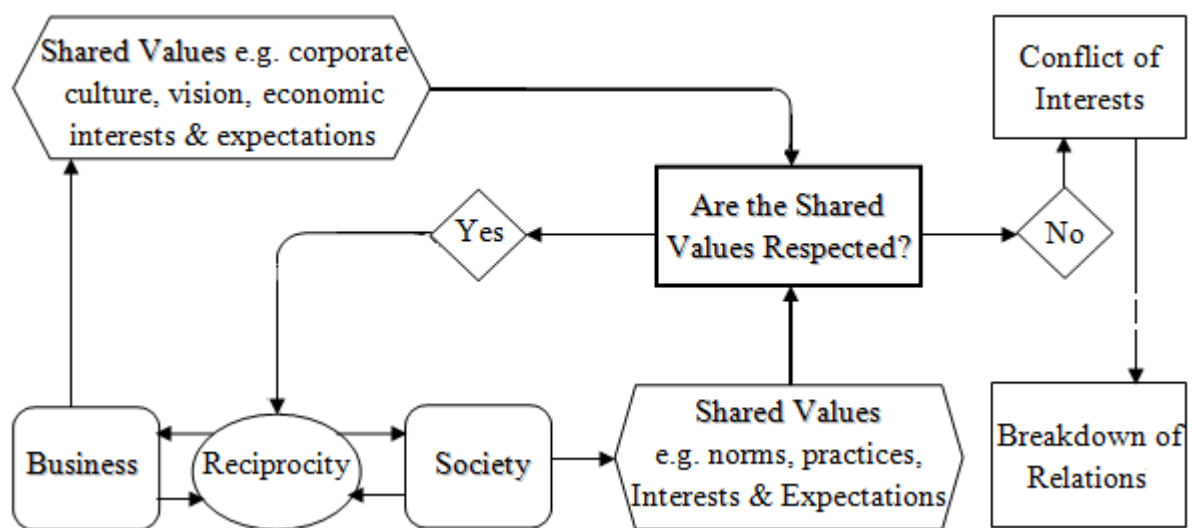 Shared Values e.g. corporate
culture, vision, economic
interests & expectations
Conflict of
Interests
Are the Shared
Values Respected?
Yes
No
Business
Reciprocity
Society
Shared Values
e.g. norms, practices,
Interests & Expectations
Breakdown of
Relations